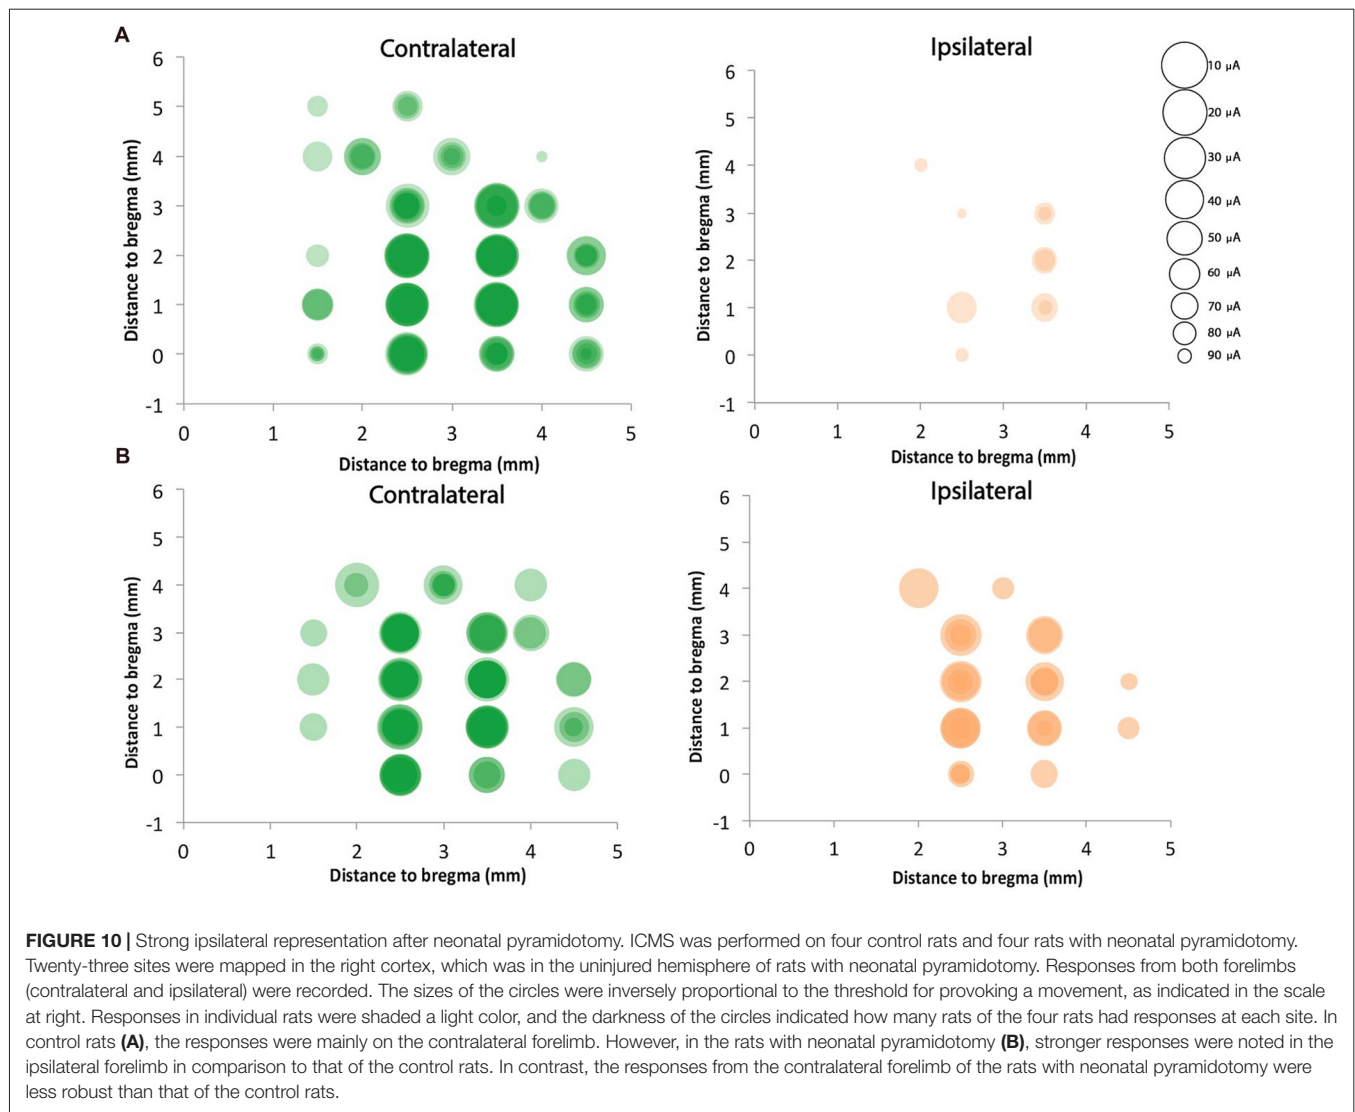 A
Contralateral
6
5
4
3
2
1
0
-1
0 1 2 3 4 5
Distance to bregma (mm)
Distance to bregma (mm)
Ipsilateral
6
5
4
3
2
1
0
-1
0 1 2 3 4 5
Distance to bregma (mm)
Distance to bregma (mm)
10 µA
20 µA
30 µA
40 µA
50 µA
60 µA
70 µA
80 µA
90 µA
B
Contralateral
6
5
4
3
2
1
0
-1
0 1 2 3 4 5
Distance to bregma (mm)
Distance to bregma (mm)
Ipsilateral
6
5
4
3
2
1
0
-1
0 1 2 3 4 5
Distance to bregma (mm)
Distance to bregma (mm)
FIGURE 10 | Strong ipsilateral representation after neonatal pyramidotomy. ICMS was performed on four control rats and four rats with neonatal pyramidotomy.
Twenty-three sites were mapped in the right cortex, which was in the uninjured hemisphere of rats with neonatal pyramidotomy. Responses from both forelimbs
(contralateral and ipsilateral) were recorded. The sizes of the circles were inversely proportional to the threshold for provoking a movement, as indicated in the scale
at right. Responses in individual rats were shaded a light color, and the darkness of the circles indicated how many rats of the four rats had responses at each site. In
control rats (A), the responses were mainly on the contralateral forelimb. However, in the rats with neonatal pyramidotomy (B), stronger responses were noted in the
ipsilateral forelimb in comparison to that of the control rats. In contrast, the responses from the contralateral forelimb of the rats with neonatal pyramidotomy were
less robust than that of the control rats.